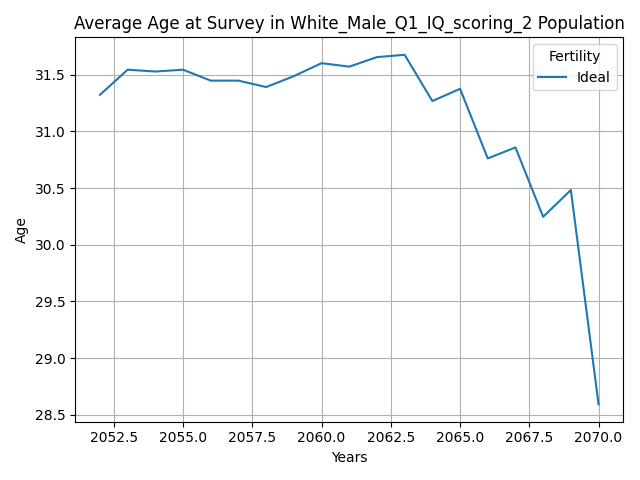 Average Age at Survey in White_Male_Q1_IQ_scoring_2 Population
Fertility
Ideal
31.5
31.0
30.5
30.0
29.5
29.0
28.5
Age
2052.5 2055.0 2057.5 2060.0 2062.5 2065.0 2067.5 2070.0
Years